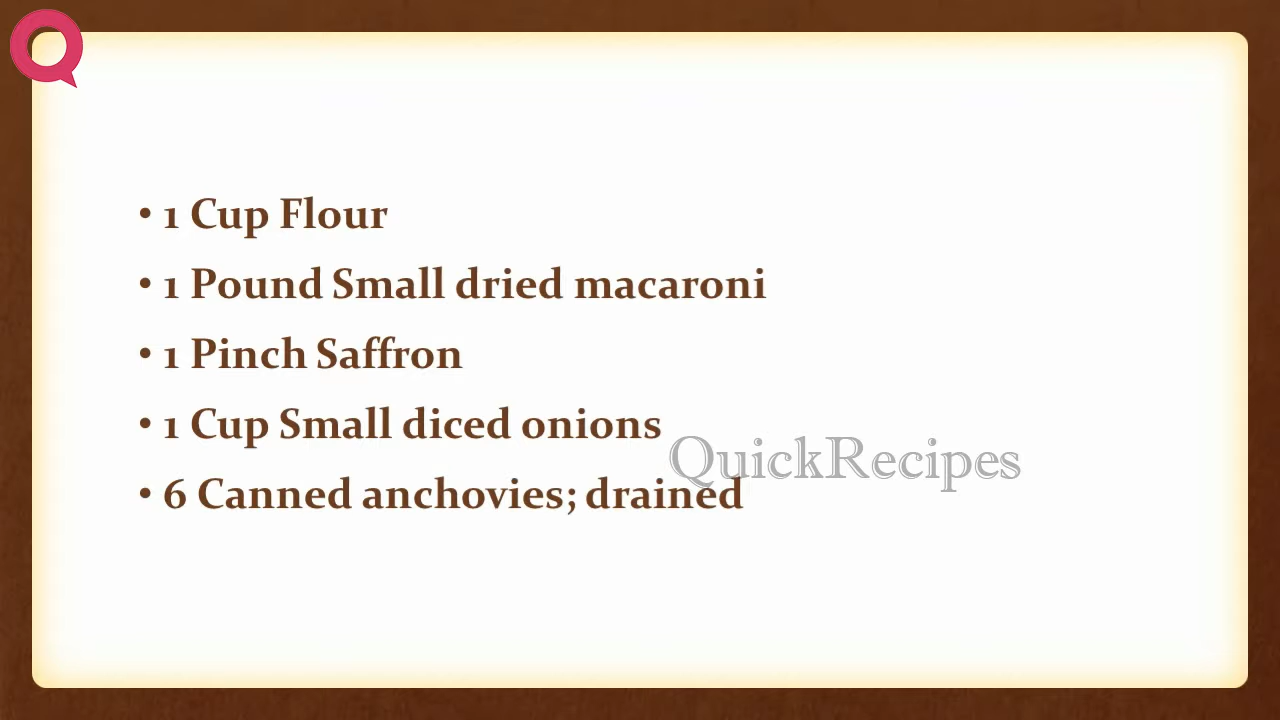 • 1 Cup Flour
• 1 Pound Small dried macaroni
• 1 Pinch Saffron
• 1 Cup Small diced onions
QuickRecipes
• 6 Canned anchovies; drained